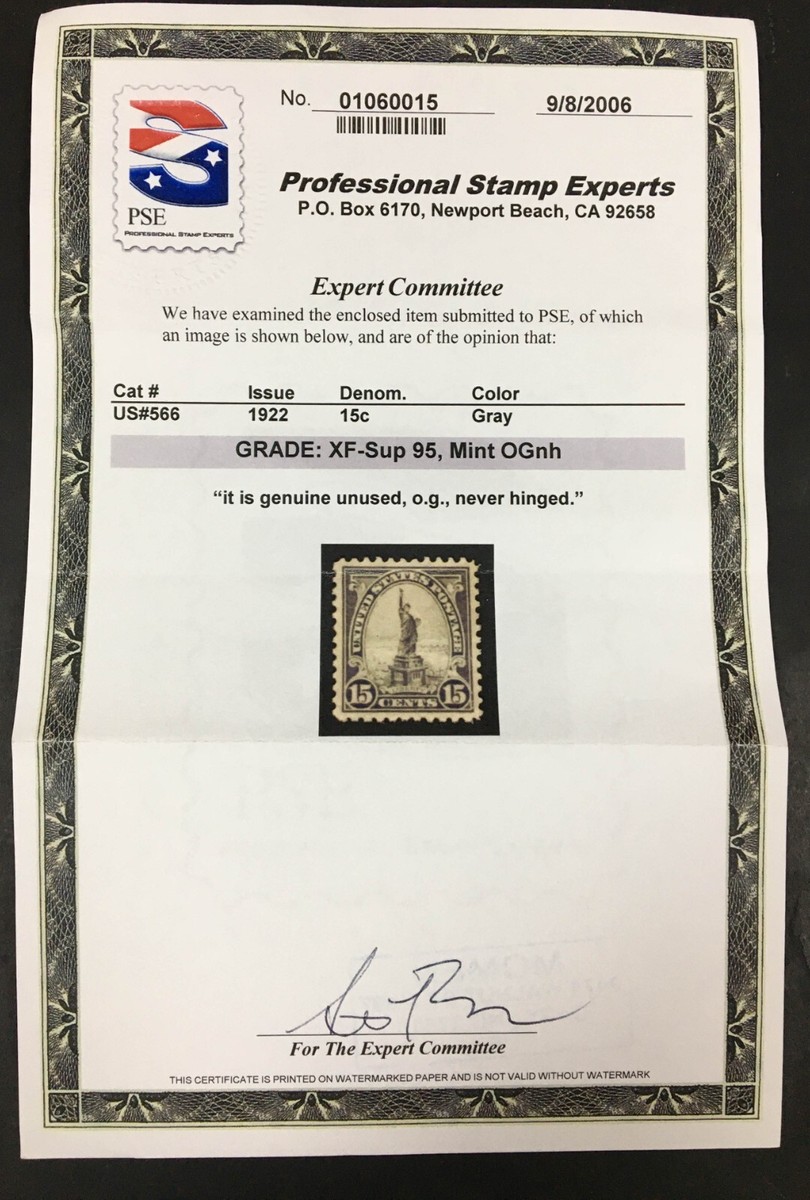 No. 01060015 9/8/2006
PSE
PROFESSIONAL STAMP EXPERTS
Professional Stamp Experts
P.O. Box 6170, Newport Beach, CA 92658
Expert Committee
We have examined the enclosed item submitted to PSE, of which
an image is shown below, and are of the opinion that:
Cat # Issue Denom. Color
US#566 1922 15c Gray
GRADE: XF-Sup 95, Mint OGnh
“it is genuine unused, o.g., never hinged.”
UNITED STATES POSTAGE
15 CENTS 15
For The Expert Committee
THIS CERTIFICATE IS PRINTED ON WATERMARKED PAPER AND IS NOT VALID WITHOUT WATERMARK